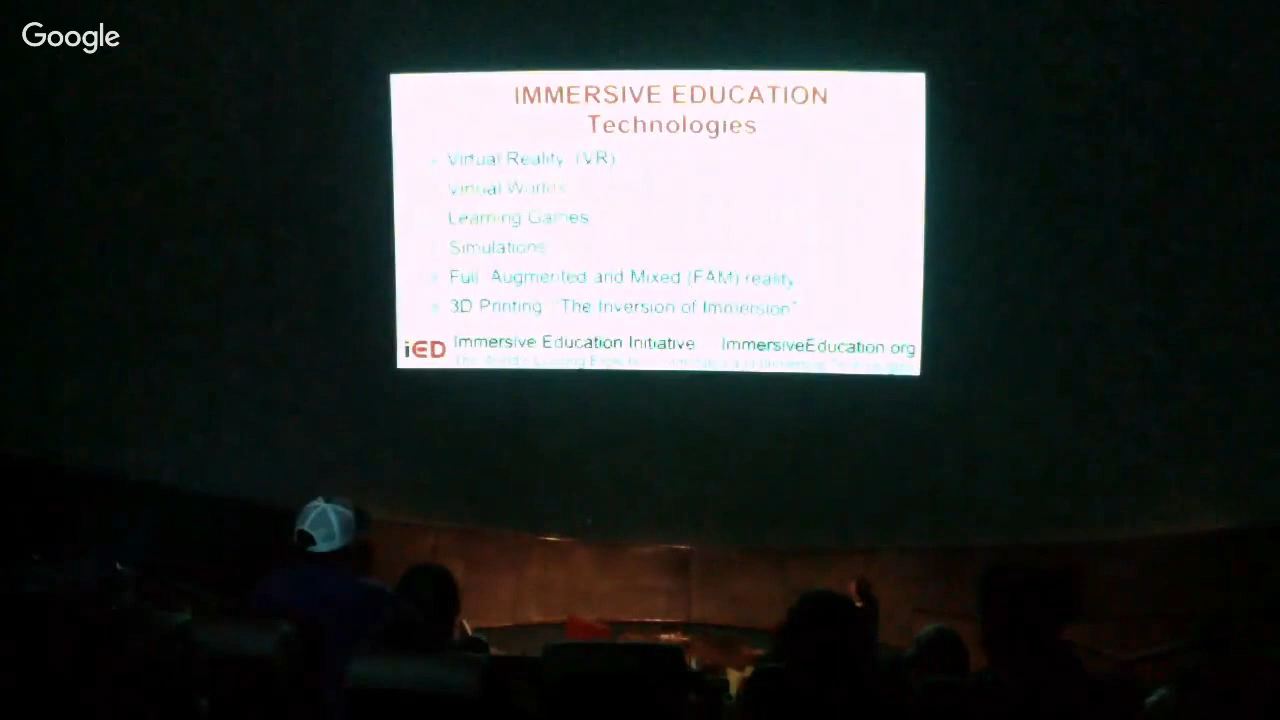 Google
IMMERSIVE EDUCATION
Technologies
Virtual Reality (VR)
Virtual Worlds
Learning Games
Simulations
Full Augmented and Mixed (FAM) reality
3D Printing "The Inversion of Immersion"
iED Immersive Education Initiative ImmersiveEducation.org